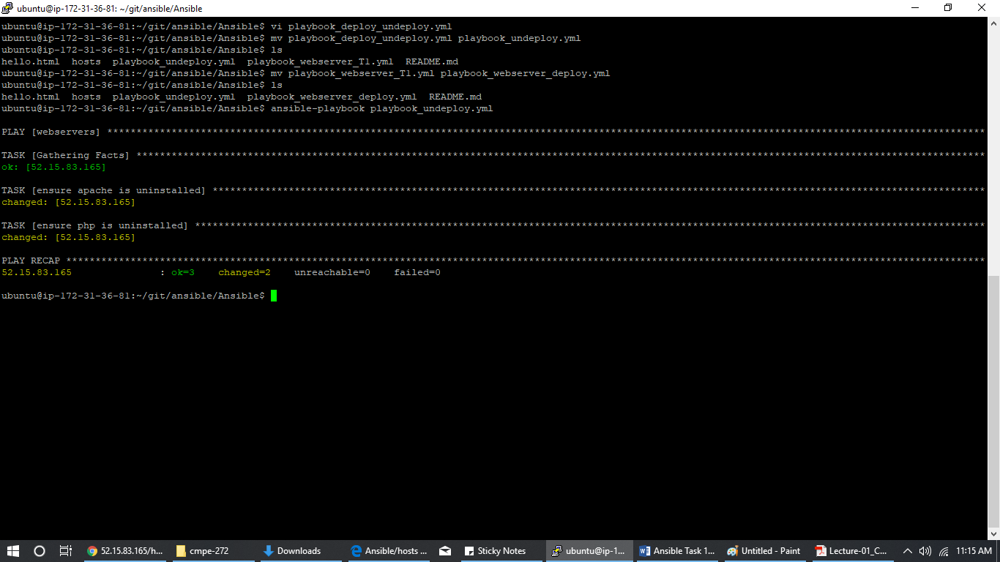 ubuntu@ip-172-31-36-81: ~/git/ansible/Ansible
ubuntu@ip-172-31-36-81:~/git/ansible/Ansible$ vi playbook_deploy_undeploy.yml
ubuntu@ip-172-31-36-81:~/git/ansible/Ansible$ mv playbook_deploy_undeploy.yml playbook_undeploy.yml
ubuntu@ip-172-31-36-81:~/git/ansible/Ansible$ ls
hello.html  hosts  playbook_undeploy.yml  playbook_webserver_T1.yml  README.md
ubuntu@ip-172-31-36-81:~/git/ansible/Ansible$ mv playbook_webserver_T1.yml playbook_webserver_deploy.yml
ubuntu@ip-172-31-36-81:~/git/ansible/Ansible$ ls
hello.html  hosts  playbook_undeploy.yml  playbook_webserver_deploy.yml  README.md
ubuntu@ip-172-31-36-81:~/git/ansible/Ansible$ ansible-playbook playbook_undeploy.yml
PLAY [webservers] ******************************************************************************************************************************************************
TASK [Gathering Facts] *************************************************************************************************************************************************
ok: [52.15.83.165]
TASK [ensure apache is uninstalled] ************************************************************************************************************************************
changed: [52.15.83.165]
TASK [ensure php is uninstalled] ***************************************************************************************************************************************
changed: [52.15.83.165]
PLAY RECAP *************************************************************************************************************************************************************
52.15.83.165               : ok=3    changed=2    unreachable=0    failed=0
ubuntu@ip-172-31-36-81:~/git/ansible/Ansible$
52.15.83.165/h... cmpe-272 Downloads Ansible/hosts ... Sticky Notes ubuntu@ip-1... Ansible Task 1... Untitled - Paint Lecture-01_C... 11:15 AM